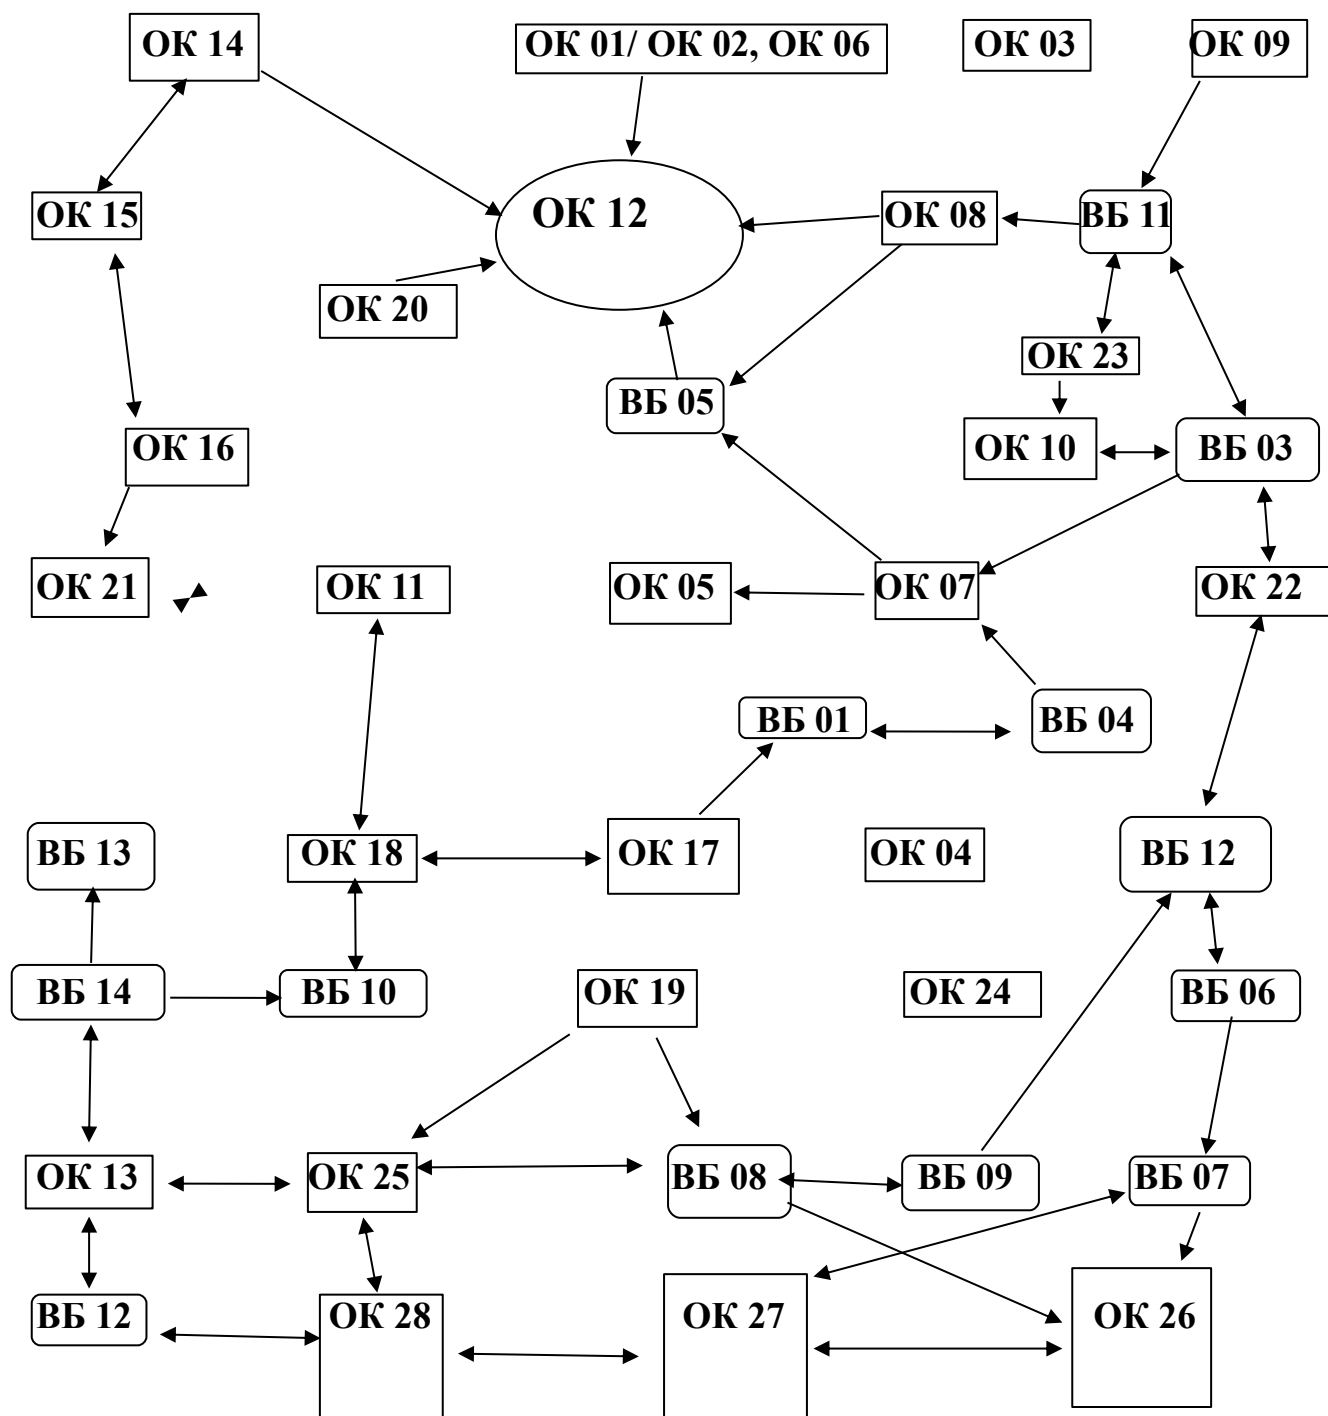 ОК 14
ОК 01/ ОК 02, ОК 06
ОК 03
ОК 09
ОК 15
ОК 12
ОК 08
ВБ 11
ОК 20
ОК 23
ВБ 05
ОК 16
ОК 10
ВБ 03
ОК 21
ОК 11
ОК 05
ОК 07
ОК 22
ВБ 01
ВБ 04
ВБ 13
ОК 18
ОК 17
ОК 04
ВБ 12
ВБ 14
ВБ 10
ОК 19
ОК 24
ВБ 06
ОК 13
ОК 25
ВБ 08
ВБ 09
ВБ 07
ВБ 12
ОК 28
ОК 27
ОК 26